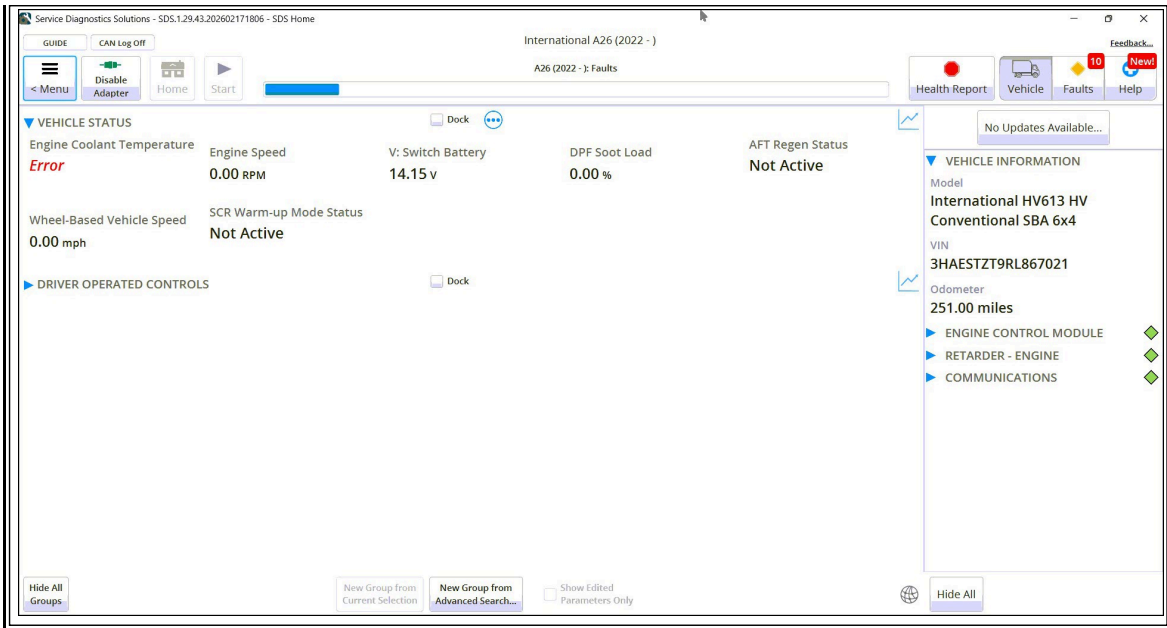 Service Diagnostics Solutions - SDS.1.29.43.202602171806 - SDS Home
GUIDE
CAN Log Off
International A26 (2022 - )
Feedback...
< Menu
Disable
Adapter
Home
Start
A26 (2022 - ): Faults
Health Report
Vehicle
10
Faults
New!
Help
VEHICLE STATUS
Dock
Engine Coolant Temperature
Error
Engine Speed
0.00 RPM
V: Switch Battery
14.15 V
DPF Soot Load
0.00 %
AFT Regen Status
Not Active
Wheel-Based Vehicle Speed
0.00 mph
SCR Warm-up Mode Status
Not Active
DRIVER OPERATED CONTROLS
Dock
No Updates Available...
VEHICLE INFORMATION
Model
International HV613 HV
Conventional SBA 6x4
VIN
3HAESTZT9RL867021
Odometer
251.00 miles
ENGINE CONTROL MODULE
RETARDER - ENGINE
COMMUNICATIONS
Hide All
Groups
New Group from
Current Selection
New Group from
Advanced Search...
Show Edited
Parameters Only
Hide All